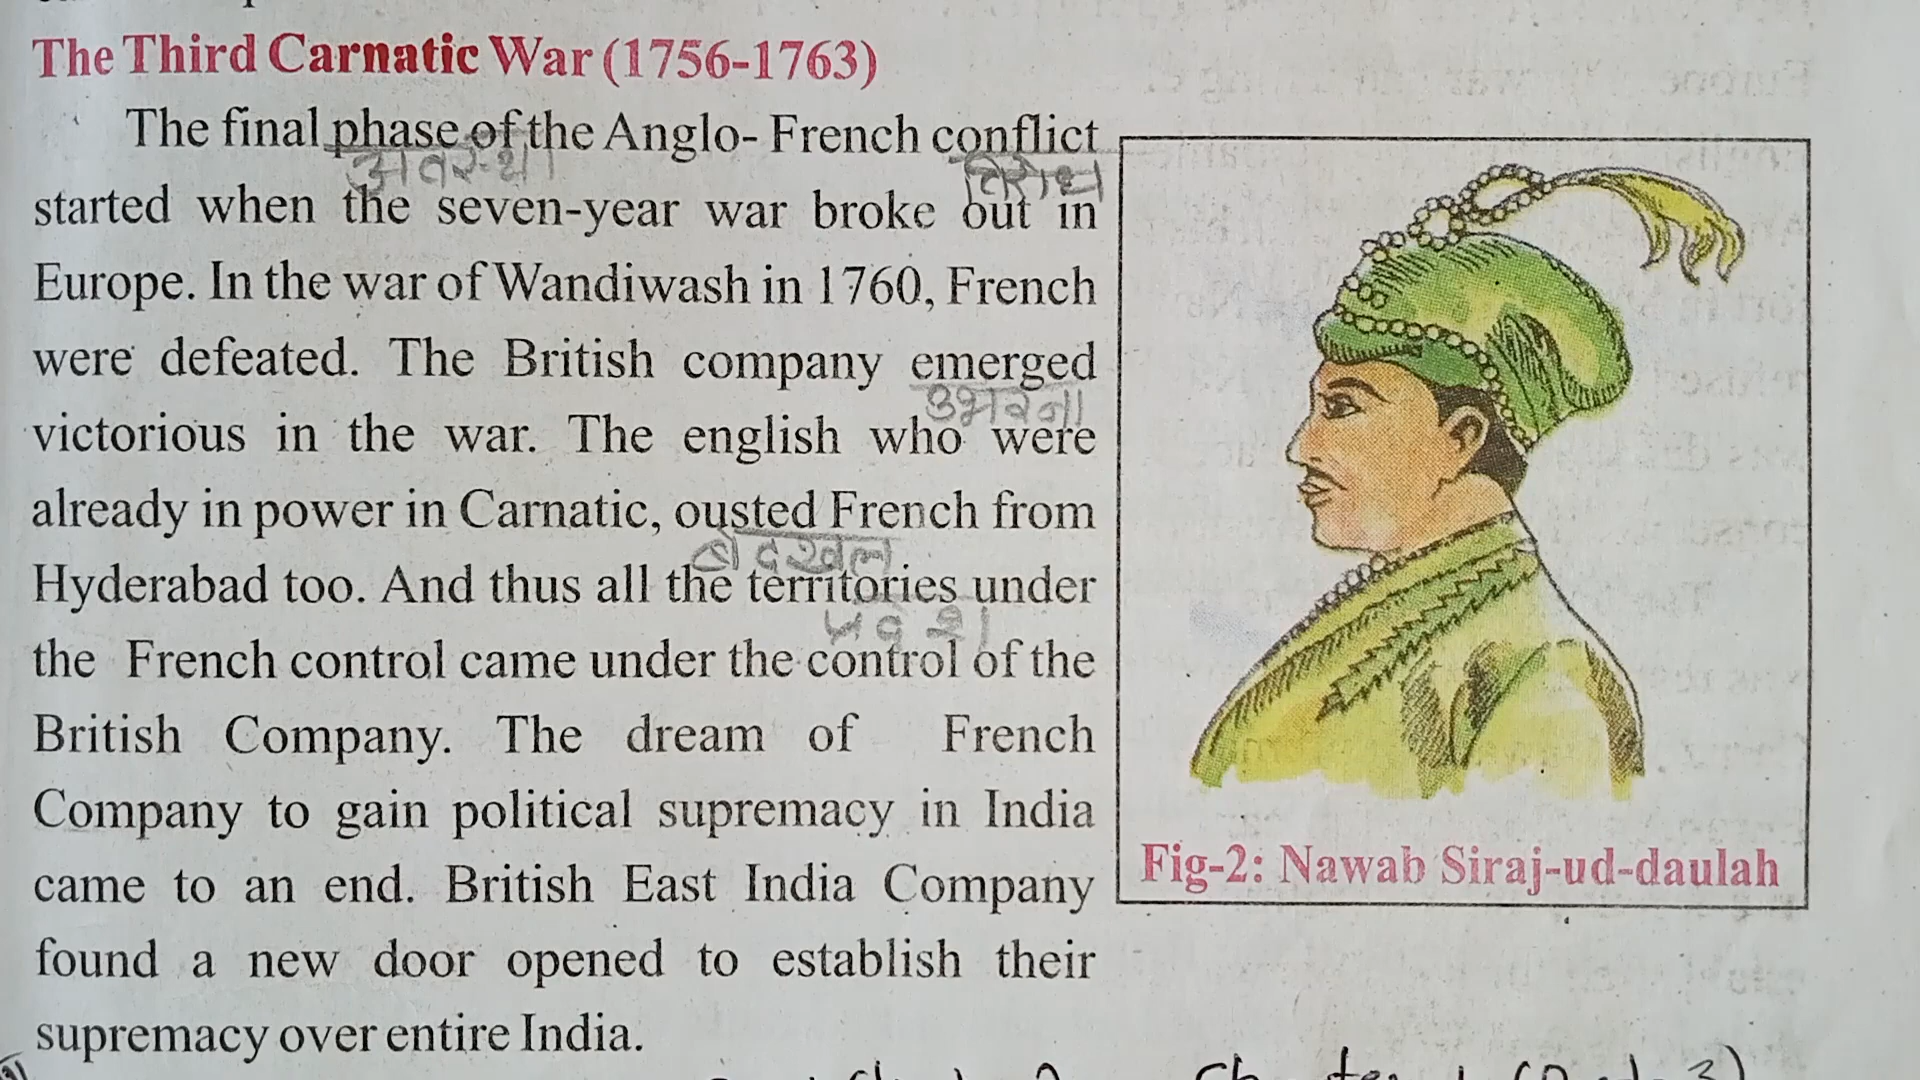 The Third Carnatic War (1756-1763)
The final phase of the Anglo- French conflict
अवस्था
विरोध
started when the seven-year war broke out in
Europe. In the war of Wandiwash in 1760, French
were defeated. The British company emerged
उभरना
victorious in the war. The english who were
already in power in Carnatic, ousted French from
बेदखल
Hyderabad too. And thus all the territories under
the French control came under the control of the
British Company. The dream of French
Company to gain political supremacy in India
came to an end. British East India Company
found a new door opened to establish their
supremacy over entire India.
Fig-2: Nawab Siraj-ud-daulah